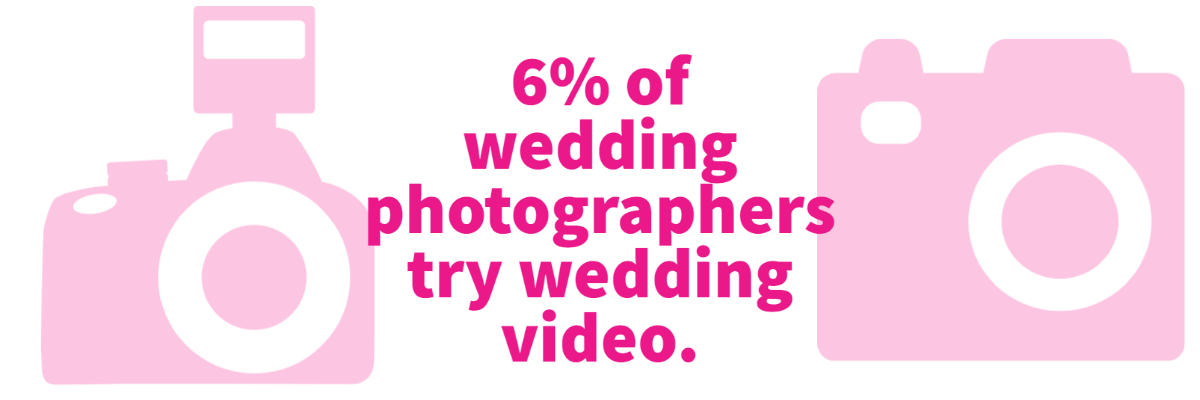 6% of
wedding
photographers
try wedding
video.